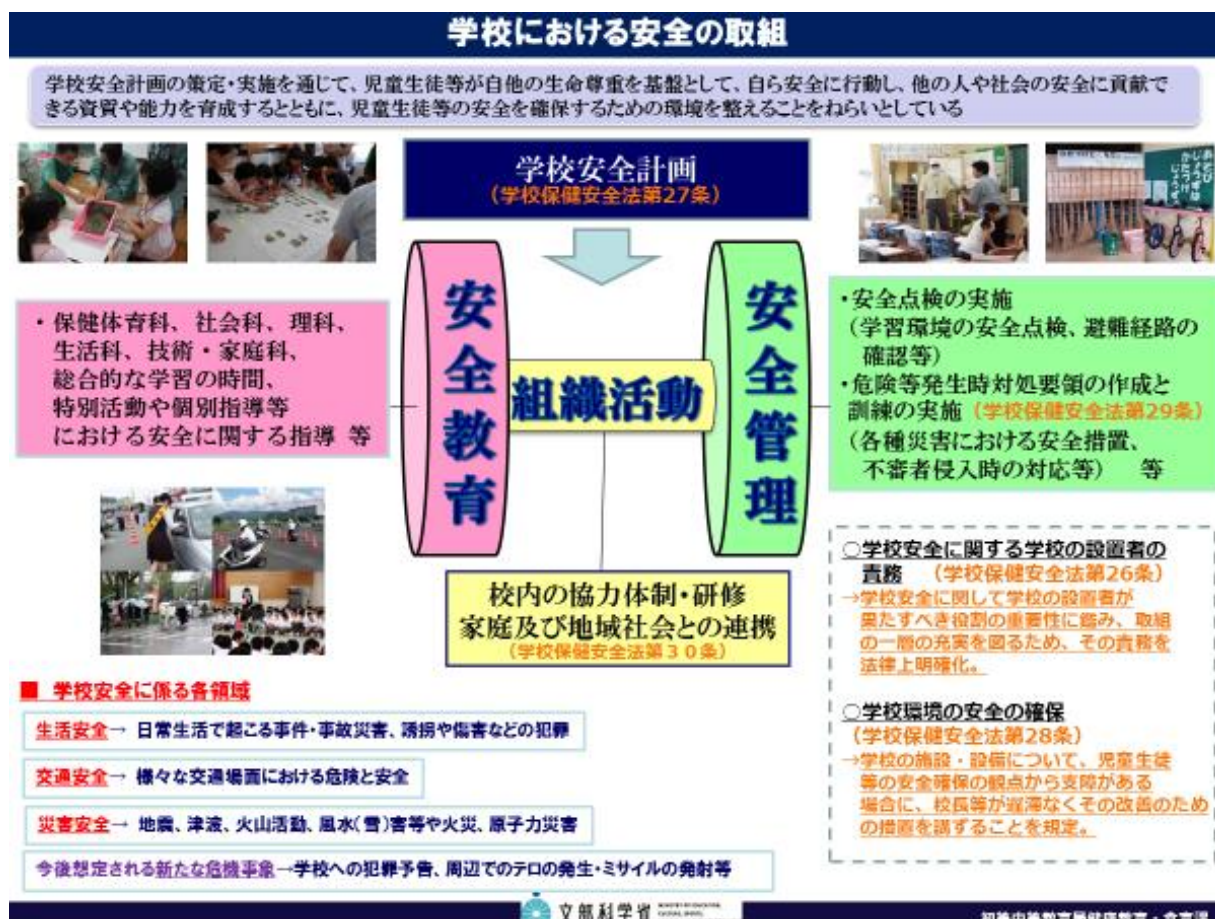 学校における安全の取組
学校安全計画の策定・実施を通じて、児童生徒等が自他の生命尊重を基盤として、自ら安全に行動し、他の人や社会の安全に貢献で
きる資質や能力を育成するとともに、児童生徒等の安全を確保するための環境を整えることをねらいとしている
学校安全計画
(学校保健安全法第27条)
あそび
じょうずは
かたづけ
じょうず
安全教育
組織活動
安全管理
・保健体育科、社会科、理科、
生活科、技術・家庭科、
総合的な学習の時間、
特別活動や個別指導等
における安全に関する指導 等
・安全点検の実施
(学習環境の安全点検、避難経路の
確認等)
・危険等発生時対処要領の作成と
訓練の実施(学校保健安全法第29条)
(各種災害における安全措置、
不審者侵入時の対応等) 等
校内の協力体制・研修
家庭及び地域社会との連携
(学校保健安全法第30条)
○学校安全に関する学校の設置者の
責務 (学校保健安全法第26条)
→学校安全に関して学校の設置者が
果たすべき役割の重要性に鑑み、取組
の一層の充実を図るため、その責務を
法律上明確化。
○学校環境の安全の確保
(学校保健安全法第28条)
→学校の施設・設備について、児童生徒
等の安全確保の観点から支障がある
場合に、校長等が遅滞なくその改善のため
の措置を講ずることを規定。
■ 学校安全に係る各領域
生活安全→ 日常生活で起こる事件・事故災害、誘拐や傷害などの犯罪
交通安全→ 様々な交通場面における危険と安全
災害安全→ 地震、津波、火山活動、風水(雪)害等や火災、原子力災害
今後想定される新たな危機事象→学校への犯罪予告、周辺でのテロの発生・ミサイルの発射等
文部科学省